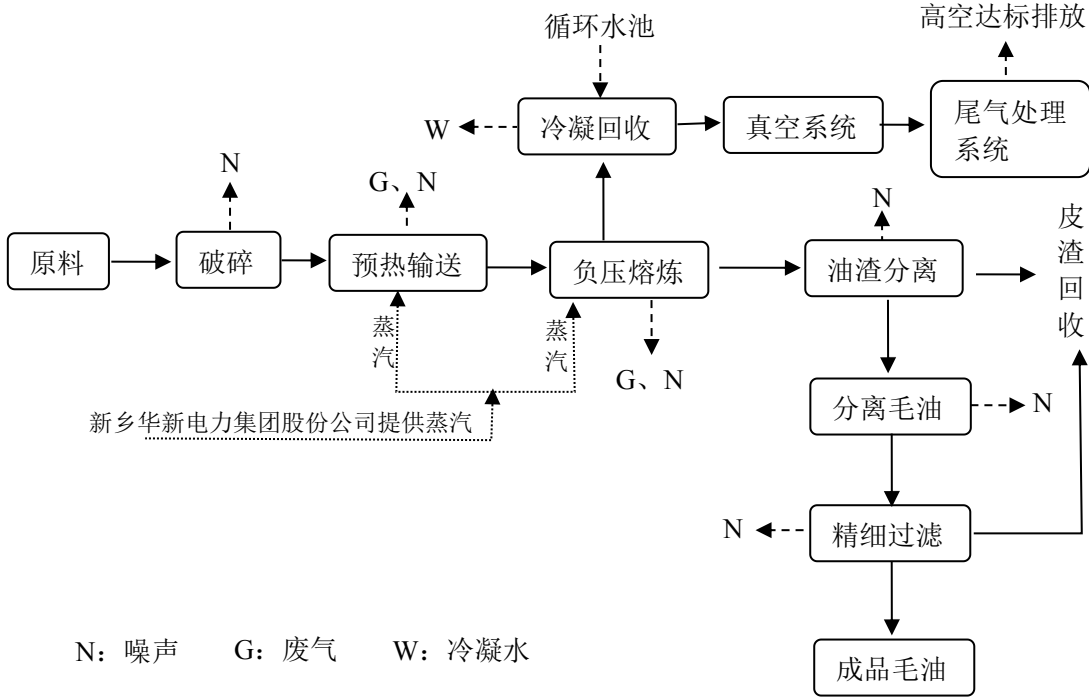 循环水池
高空达标排放
W
冷凝回收
真空系统
尾气处理
系统
N
G、N
N
皮渣回收
原料
破碎
预热输送
负压熔炼
油渣分离
蒸汽
蒸汽
G、N
新乡华新电力集团股份公司提供蒸汽
分离毛油
N
N
精细过滤
N：噪声 G：废气 W：冷凝水
成品毛油